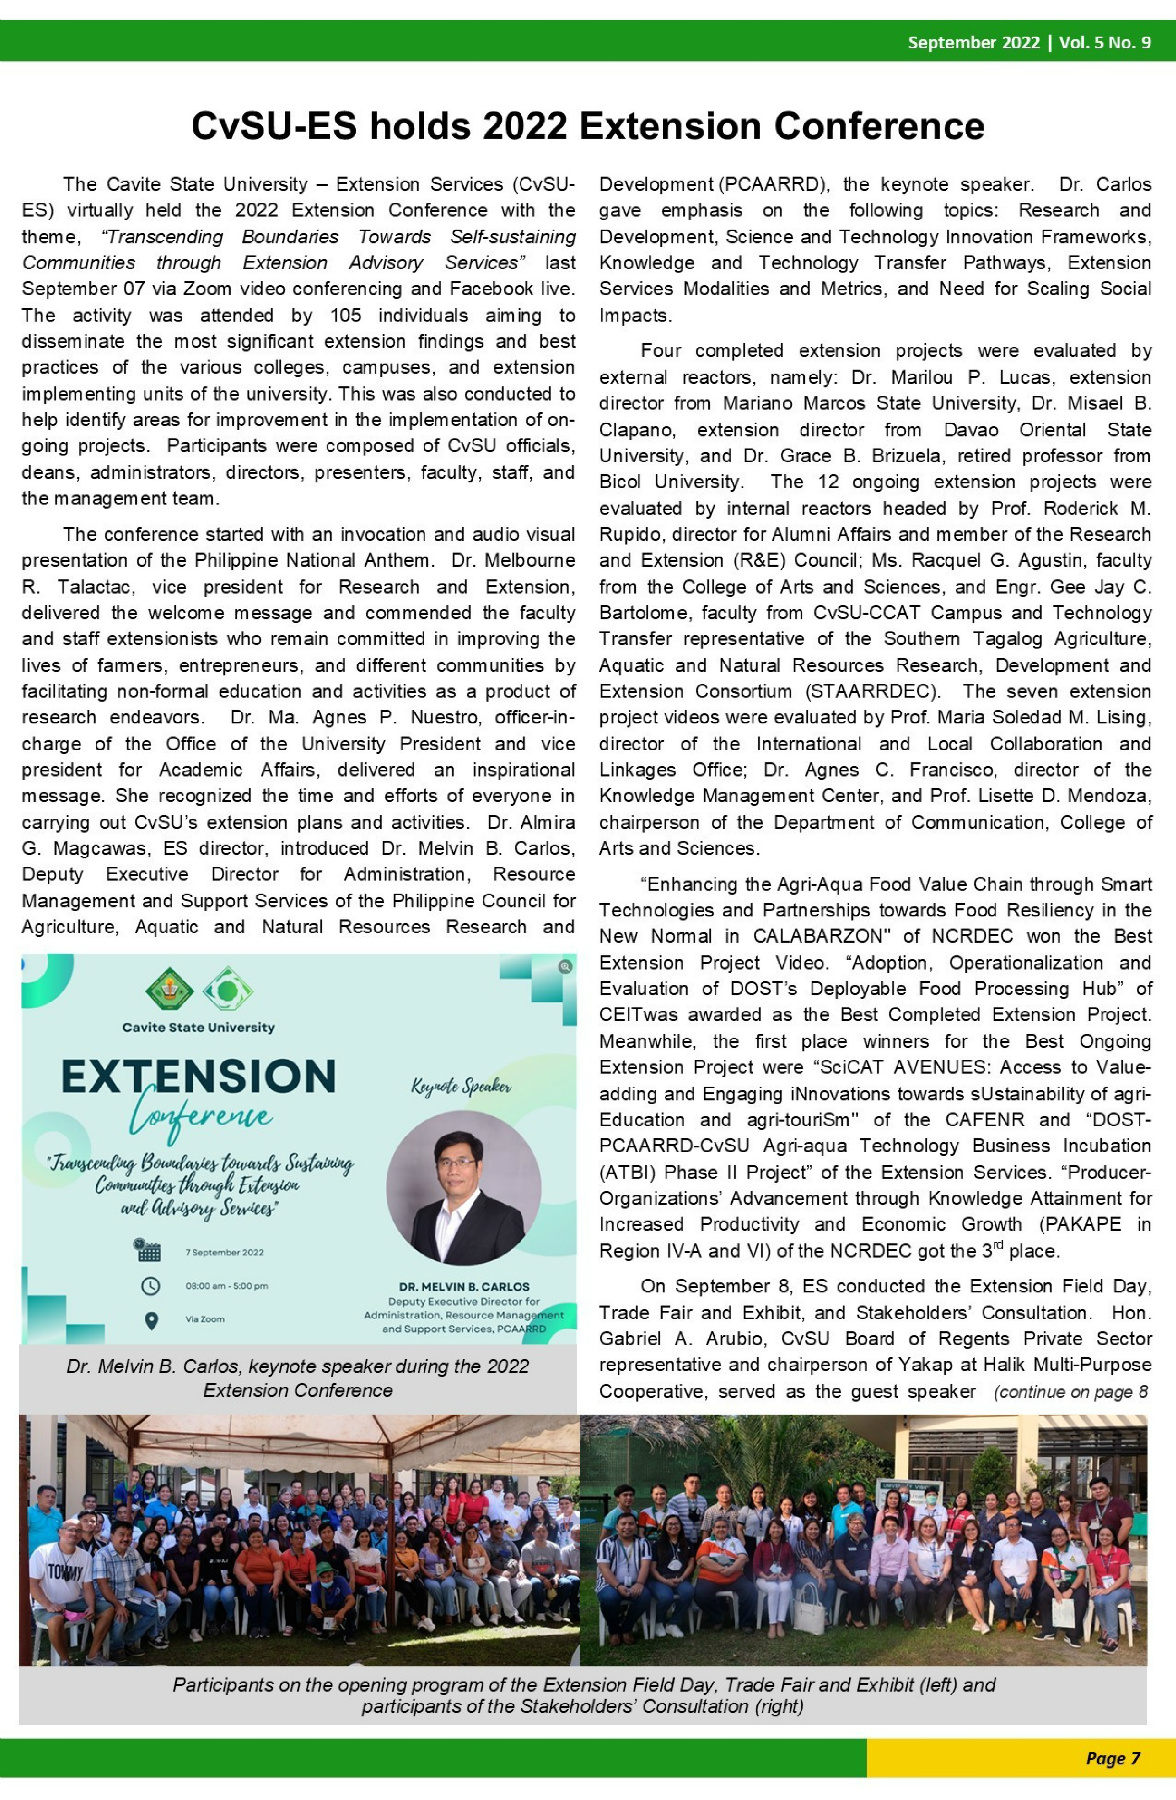 September 2022 | Vol. 5 No. 9
CvSU-ES holds 2022 Extension Conference
The Cavite State University – Extension Services (CvSU-
ES) virtually held the 2022 Extension Conference with the
theme, “Transcending Boundaries Towards Self-sustaining
Communities through Extension Advisory Services” last
September 07 via Zoom video conferencing and Facebook live.
The activity was attended by 105 individuals aiming to
disseminate the most significant extension findings and best
practices of the various colleges, campuses, and extension
implementing units of the university. This was also conducted to
help identify areas for improvement in the implementation of on-
going projects. Participants were composed of CvSU officials,
deans, administrators, directors, presenters, faculty, staff, and
the management team.
The conference started with an invocation and audio visual
presentation of the Philippine National Anthem. Dr. Melbourne
R. Talactac, vice president for Research and Extension,
delivered the welcome message and commended the faculty
and staff extensionists who remain committed in improving the
lives of farmers, entrepreneurs, and different communities by
facilitating non-formal education and activities as a product of
research endeavors. Dr. Ma. Agnes P. Nuestro, officer-in-
charge of the Office of the University President and vice
president for Academic Affairs, delivered an inspirational
message. She recognized the time and efforts of everyone in
carrying out CvSU’s extension plans and activities. Dr. Almira
G. Magcawas, ES director, introduced Dr. Melvin B. Carlos,
Deputy Executive Director for Administration, Resource
Management and Support Services of the Philippine Council for
Agriculture, Aquatic and Natural Resources Research and
Development (PCAARRD), the keynote speaker. Dr. Carlos
gave emphasis on the following topics: Research and
Development, Science and Technology Innovation Frameworks,
Knowledge and Technology Transfer Pathways, Extension
Services Modalities and Metrics, and Need for Scaling Social
Impacts.
Four completed extension projects were evaluated by
external reactors, namely: Dr. Marilou P. Lucas, extension
director from Mariano Marcos State University, Dr. Misael B.
Clapano, extension director from Davao Oriental State
University, and Dr. Grace B. Brizuela, retired professor from
Bicol University. The 12 ongoing extension projects were
evaluated by internal reactors headed by Prof. Roderick M.
Rupido, director for Alumni Affairs and member of the Research
and Extension (R&E) Council; Ms. Racquel G. Agustin, faculty
from the College of Arts and Sciences, and Engr. Gee Jay C.
Bartolome, faculty from CvSU-CCAT Campus and Technology
Transfer representative of the Southern Tagalog Agriculture,
Aquatic and Natural Resources Research, Development and
Extension Consortium (STAARRDEC). The seven extension
project videos were evaluated by Prof. Maria Soledad M. Lising,
director of the International and Local Collaboration and
Linkages Office; Dr. Agnes C. Francisco, director of the
Knowledge Management Center, and Prof. Lisette D. Mendoza,
chairperson of the Department of Communication, College of
Arts and Sciences.
“Enhancing the Agri-Aqua Food Value Chain through Smart
Technologies and Partnerships towards Food Resiliency in the
New Normal in CALABARZON" of NCRDEC won the Best
Extension Project Video. “Adoption, Operationalization and
Evaluation of DOST’s Deployable Food Processing Hub” of
CEITwas awarded as the Best Completed Extension Project.
Meanwhile, the first place winners for the Best Ongoing
Extension Project were “SciCAT AVENUES: Access to Value-
adding and Engaging iNnovations towards sUstainability of agri-
Education and agri-touriSm" of the CAFENR and “DOST-
PCAARRD-CvSU Agri-aqua Technology Business Incubation
(ATBI) Phase II Project” of the Extension Services. “Producer-
Organizations’ Advancement through Knowledge Attainment for
Increased Productivity and Economic Growth (PAKAPE in
Region IV-A and VI) of the NCRDEC got the 3rd place.
On September 8, ES conducted the Extension Field Day,
Trade Fair and Exhibit, and Stakeholders’ Consultation. Hon.
Gabriel A. Arubio, CvSU Board of Regents Private Sector
representative and chairperson of Yakap at Halik Multi-Purpose
Cooperative, served as the guest speaker (continue on page 8
Cavite State University
EXTENSION
Conference
"Transcending Boundaries towards Sustaining
Communities through Extension
and Advisory Services"
7 September 2022
08:00 am - 5:00 pm
Via Zoom
Keynote Speaker
DR. MELVIN B. CARLOS
Deputy Executive Director for
Administration, Resource Management
and Support Services, PCAARRD
Dr. Melvin B. Carlos, keynote speaker during the 2022
Extension Conference
TOMMY
Participants on the opening program of the Extension Field Day, Trade Fair and Exhibit (left) and
participants of the Stakeholders’ Consultation (right)
Page 7